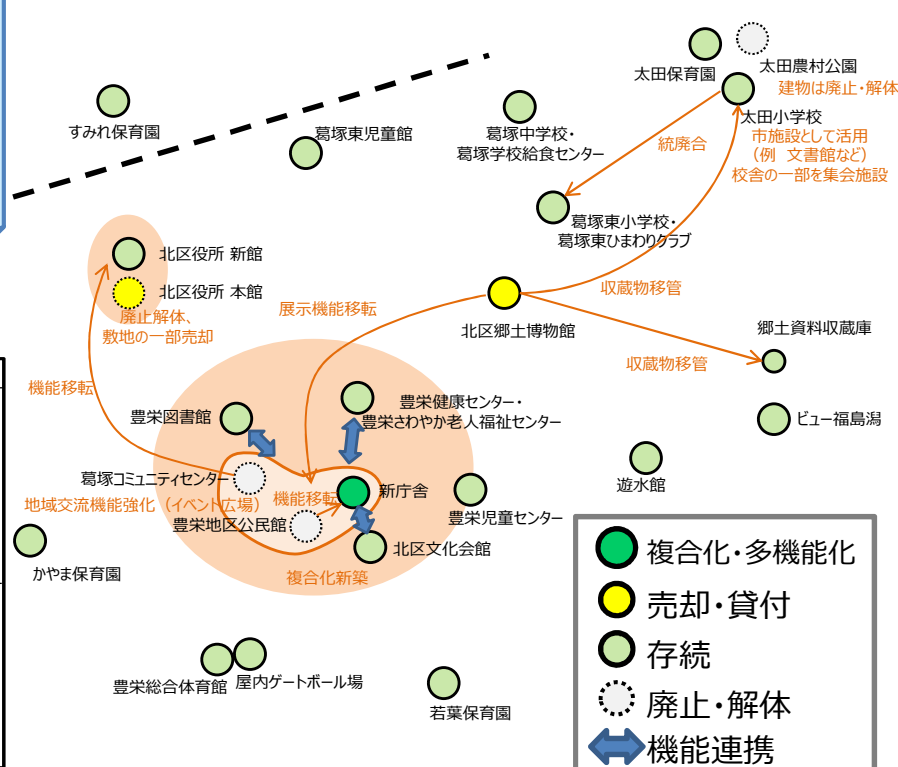 太田保育園
太田農村公園
建物は廃止・解体
すみれ保育園
葛塚東児童館
葛塚中学校・
葛塚学校給食センター
統廃合
太田小学校
市施設として活用
（例 文書館など）
校舎の一部を集会施設
葛塚東小学校・
葛塚東ひまわりクラブ
北区役所 新館
北区役所 本館
廃止解体、
敷地の一部売却
展示機能移転
収蔵物移管
北区郷土博物館
郷土資料収蔵庫
収蔵物移管
機能移転
豊栄図書館
豊栄健康センター・
豊栄さわやか老人福祉センター
ビュー福島潟
葛塚コミュニティセンター
遊水館
地域交流機能強化（イベント広場）
機能移転
新庁舎
豊栄地区公民館
豊栄児童センター
かやま保育園
北区文化会館
複合化新築
豊栄総合体育館
屋内ゲートボール場
若葉保育園
複合化・多機能化
売却・貸付
存続
廃止・解体
機能連携